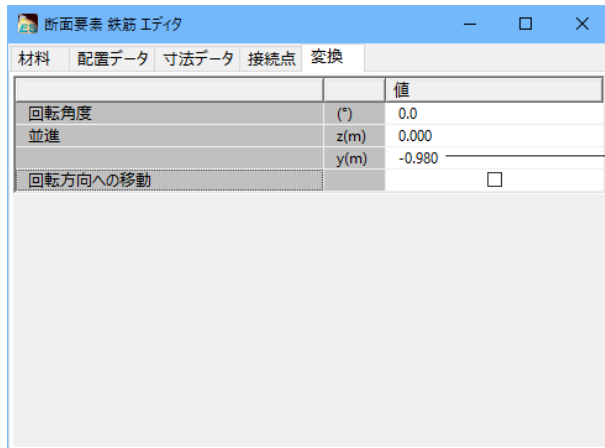 ES 断面要素 鉄筋 エディタ
材料 配置データ 寸法データ 接続点 変換
値
回転角度 (°) 0.0
並進 z(m) 0.000
y(m) -0.980
回転方向への移動